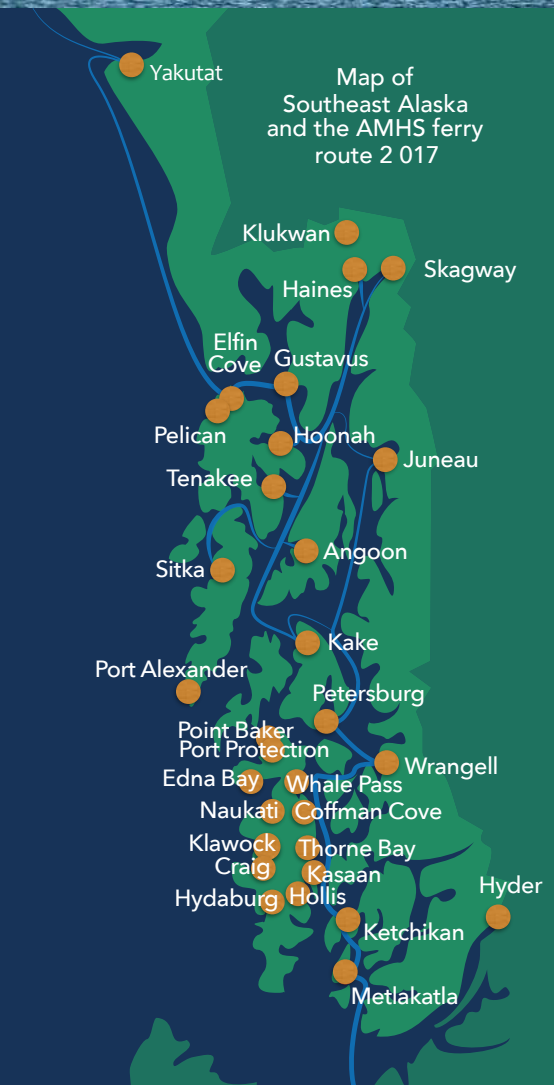 Yakutat
Map of
Southeast Alaska
and the AMHS ferry
route 2 017
Klukwan
Haines
Skagway
Elfin
Cove
Gustavus
Pelican
Hoonah
Juneau
Tenakee
Angoon
Sitka
Kake
Port Alexander
Petersburg
Point Baker
Port Protection
Wrangell
Edna Bay
Whale Pass
Naukati
Coffman Cove
Klawock
Thorne Bay
Craig
Kasaan
Hyder
Hydaburg
Hollis
Ketchikan
Metlakatla